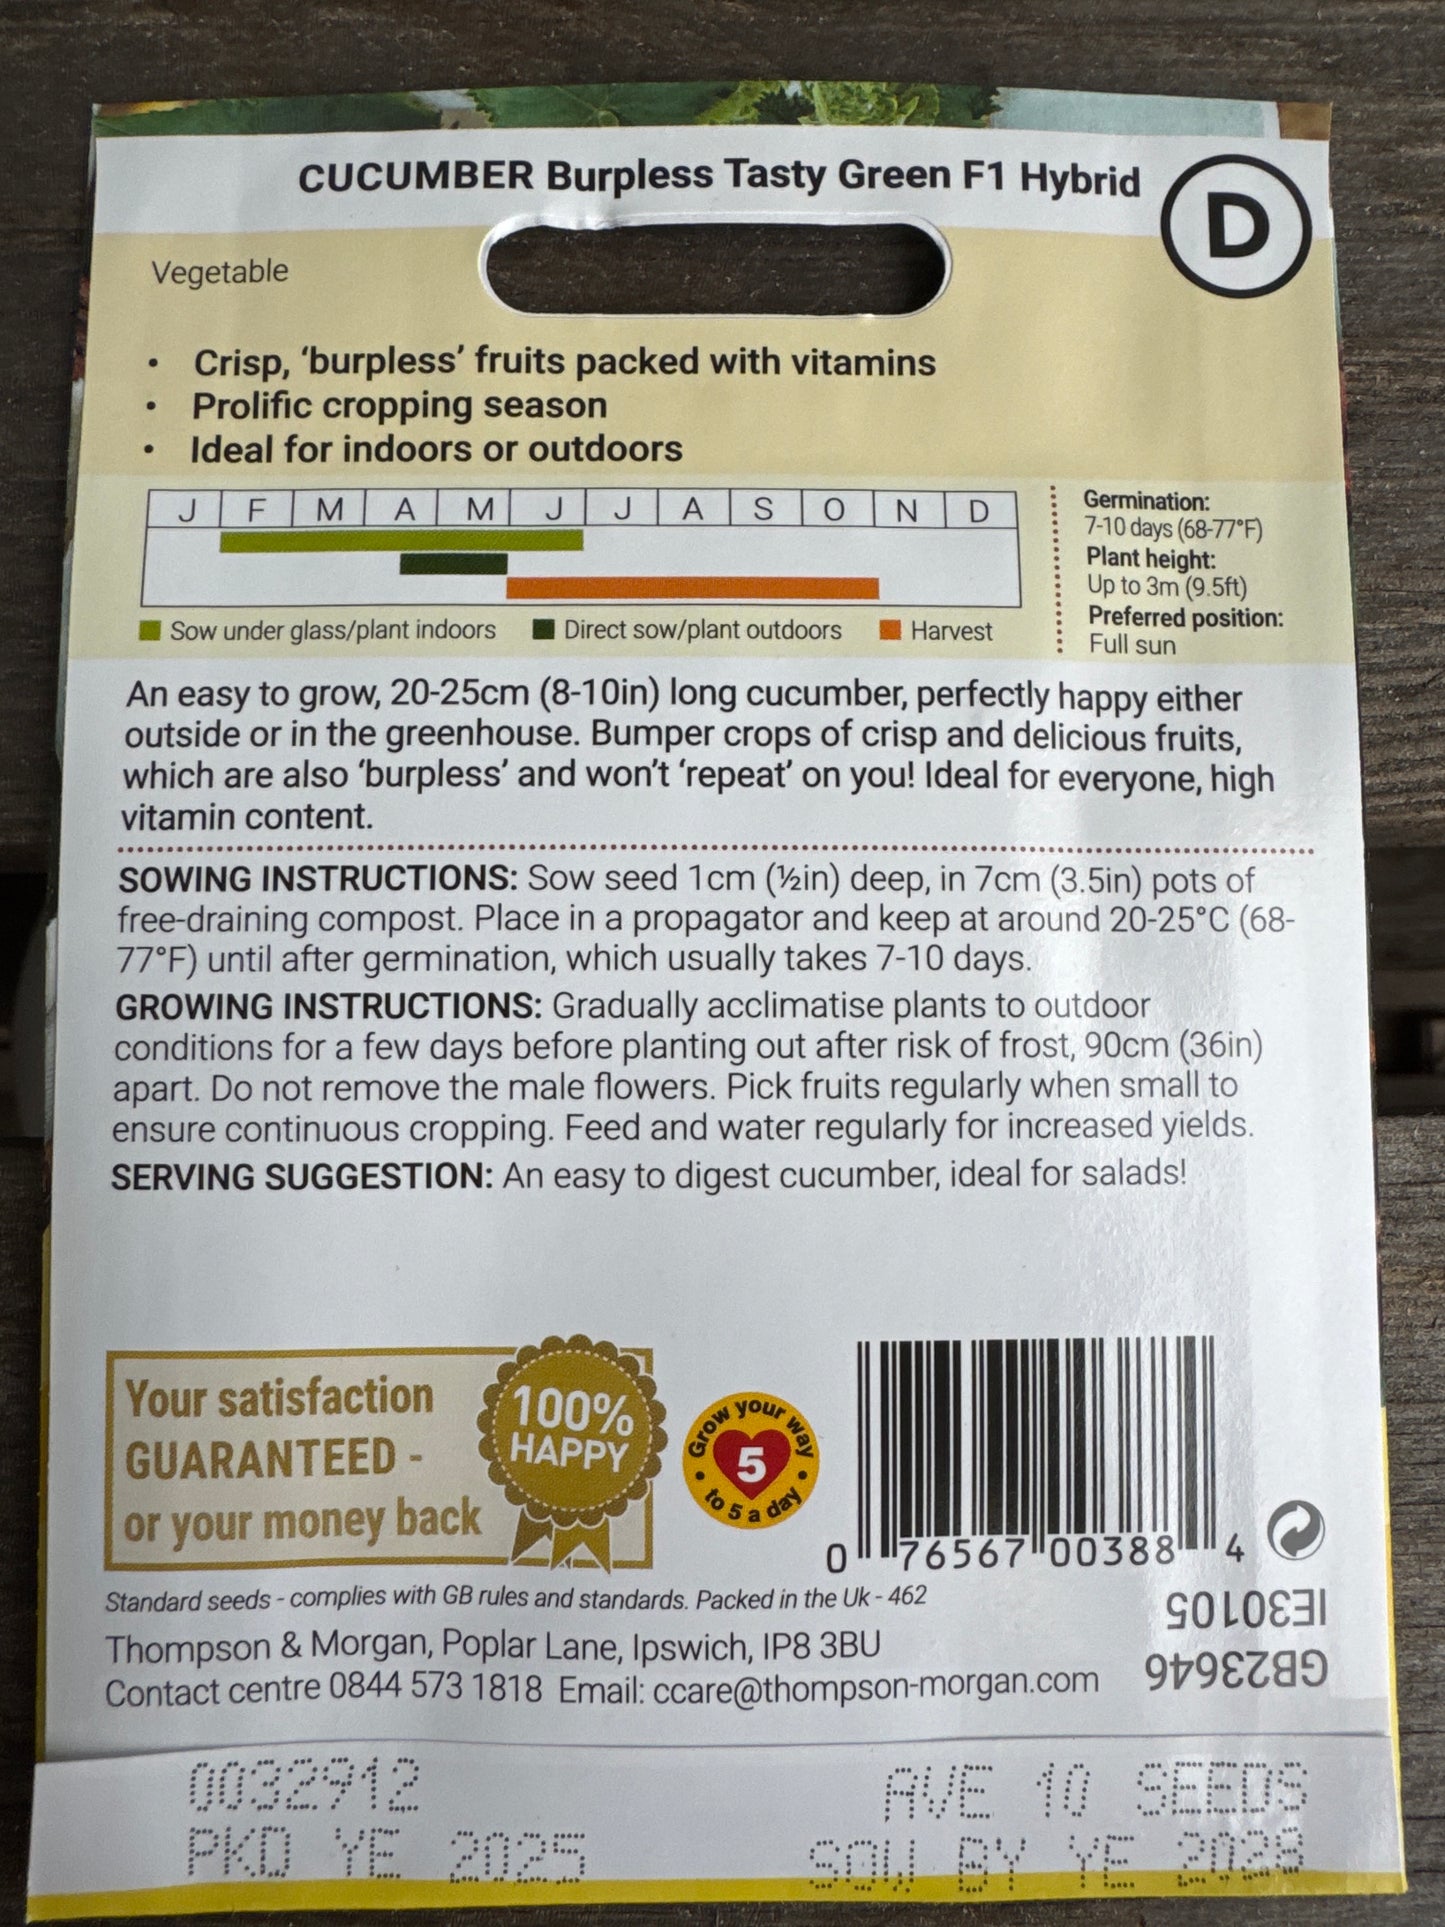 CUCUMBER Burpless Tasty Green F1 Hybrid
D
Vegetable
• Crisp, ‘burpless’ fruits packed with vitamins
• Prolific cropping season
• Ideal for indoors or outdoors
J F M A M J J A S O N D
Sow under glass/plant indoors Direct sow/plant outdoors Harvest
Germination:
7-10 days (68-77°F)
Plant height:
Up to 3m (9.5ft)
Preferred position:
Full sun
An easy to grow, 20-25cm (8-10in) long cucumber, perfectly happy either
outside or in the greenhouse. Bumper crops of crisp and delicious fruits,
which are also ‘burpless’ and won’t ‘repeat’ on you! Ideal for everyone, high
vitamin content.
SOWING INSTRUCTIONS: Sow seed 1cm (½in) deep, in 7cm (3.5in) pots of
free-draining compost. Place in a propagator and keep at around 20-25°C (68-
77°F) until after germination, which usually takes 7-10 days.
GROWING INSTRUCTIONS: Gradually acclimatise plants to outdoor
conditions for a few days before planting out after risk of frost, 90cm (36in)
apart. Do not remove the male flowers. Pick fruits regularly when small to
ensure continuous cropping. Feed and water regularly for increased yields.
SERVING SUGGESTION: An easy to digest cucumber, ideal for salads!
Your satisfaction
GUARANTEED -
or your money back
100%
HAPPY
Grow your way
5
to 5 a day
0 76567 00388 4
Standard seeds - complies with GB rules and standards. Packed in the Uk - 462
Thompson & Morgan, Poplar Lane, Ipswich, IP8 3BU
Contact centre 0844 573 1818 Email: ccare@thompson-morgan.com
GB23646
IE30105
0032912
PKD YE 2025
AVE 10 SEEDS
SOW BY YE 2028